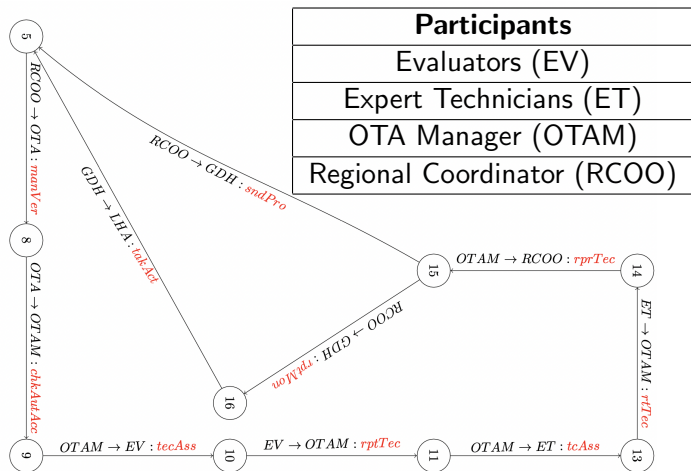 Participants
Evaluators (EV)
Expert Technicians (ET)
OTA Manager (OTAM)
Regional Coordinator (RCOO)
5
RCOO → OTA : manVer
RCOO → GDH : sndPro
GDH → LHA : takAct
8
OTA → OTAM : chkAutAcc
15
OTAM → RCOO : rprTec
14
RCOO → GDH : rptMon
ET → OTAM : rtTec
16
9
OTAM → EV : tecAss
10
EV → OTAM : rptTec
11
OTAM → ET : tcAss
13